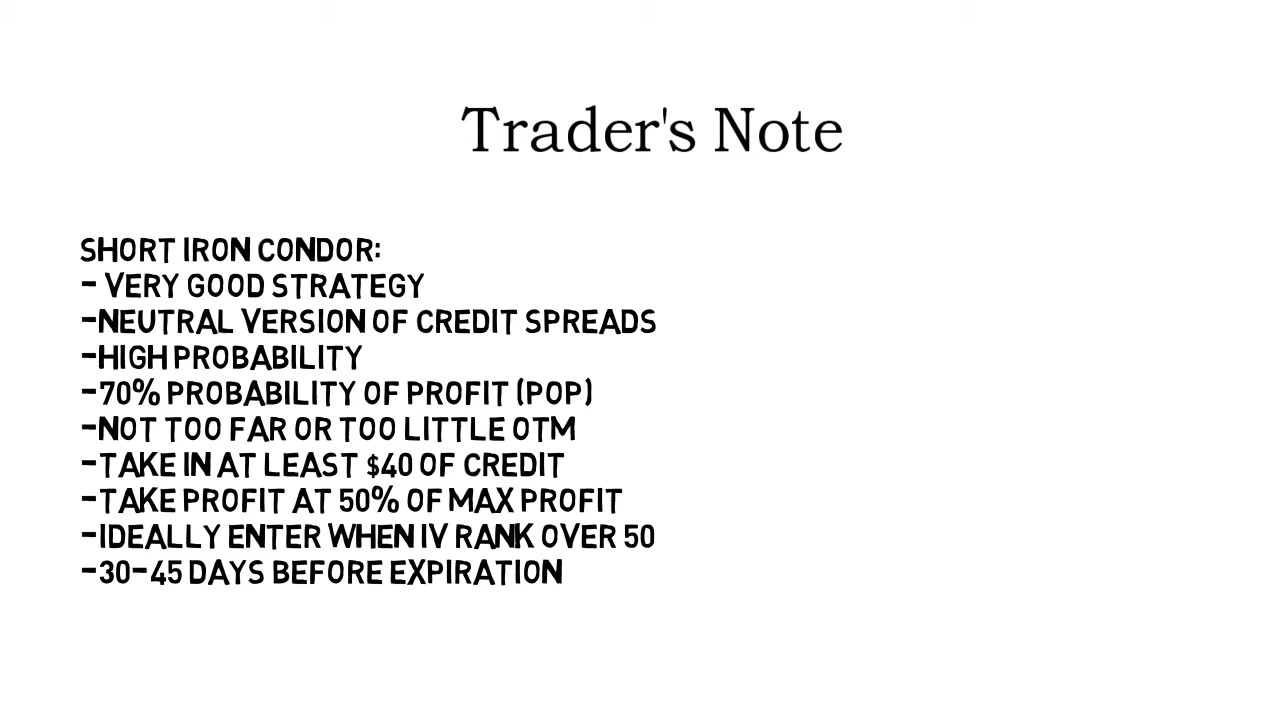 Trader's Note
SHORT IRON CONDOR:
- VERY GOOD STRATEGY
-NEUTRAL VERSION OF CREDIT SPREADS
-HIGH PROBABILITY
-70% PROBABILITY OF PROFIT (POP)
-NOT TOO FAR OR TOO LITTLE OTM
-TAKE IN AT LEAST $40 OF CREDIT
-TAKE PROFIT AT 50% OF MAX PROFIT
-IDEALLY ENTER WHEN IV RANK OVER 50
-30-45 DAYS BEFORE EXPIRATION